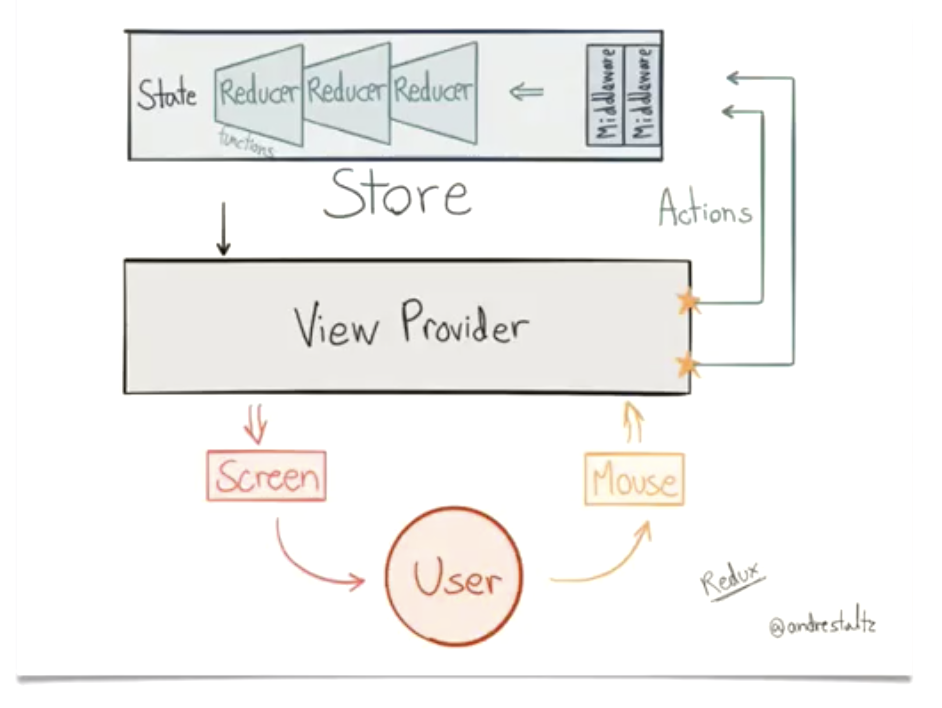 State
Reducer
Reducer
Reducer
functions
Middleware
Middleware
Store
Actions
View Provider
Screen
Mouse
User
Redux
@andrestaltz